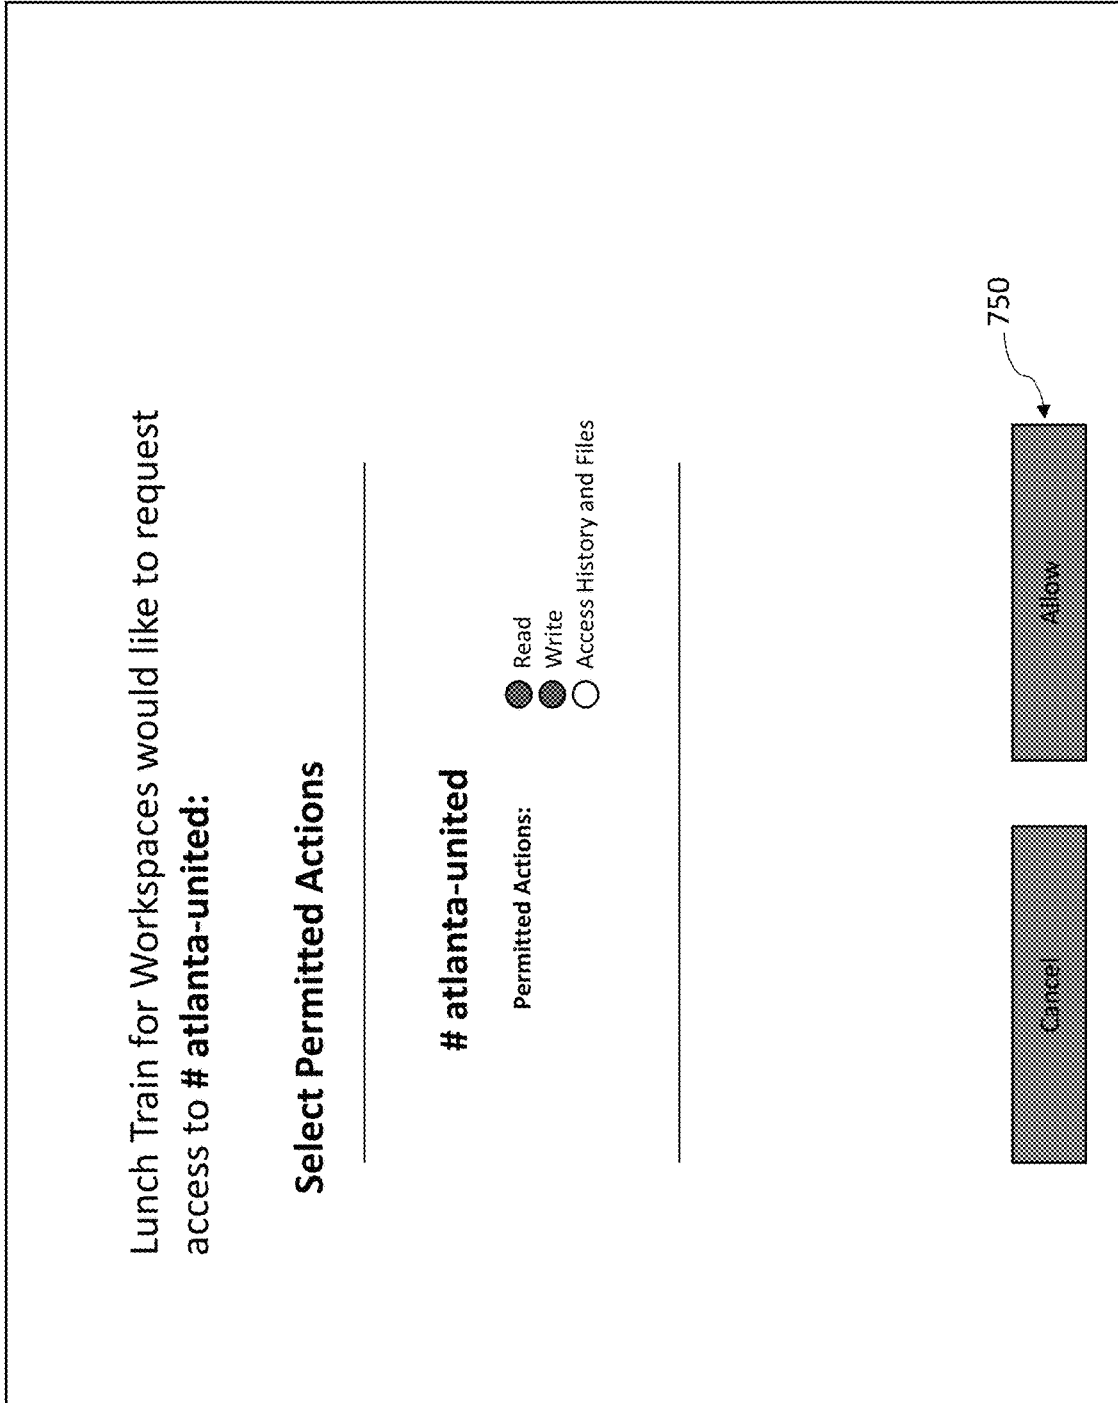 Lunch Train for Workspaces would like to request
access to # atlanta-united:
Select Permitted Actions
# atlanta-united
Permitted Actions:
Read
Write
Access History and Files
Cancel
Allow
750